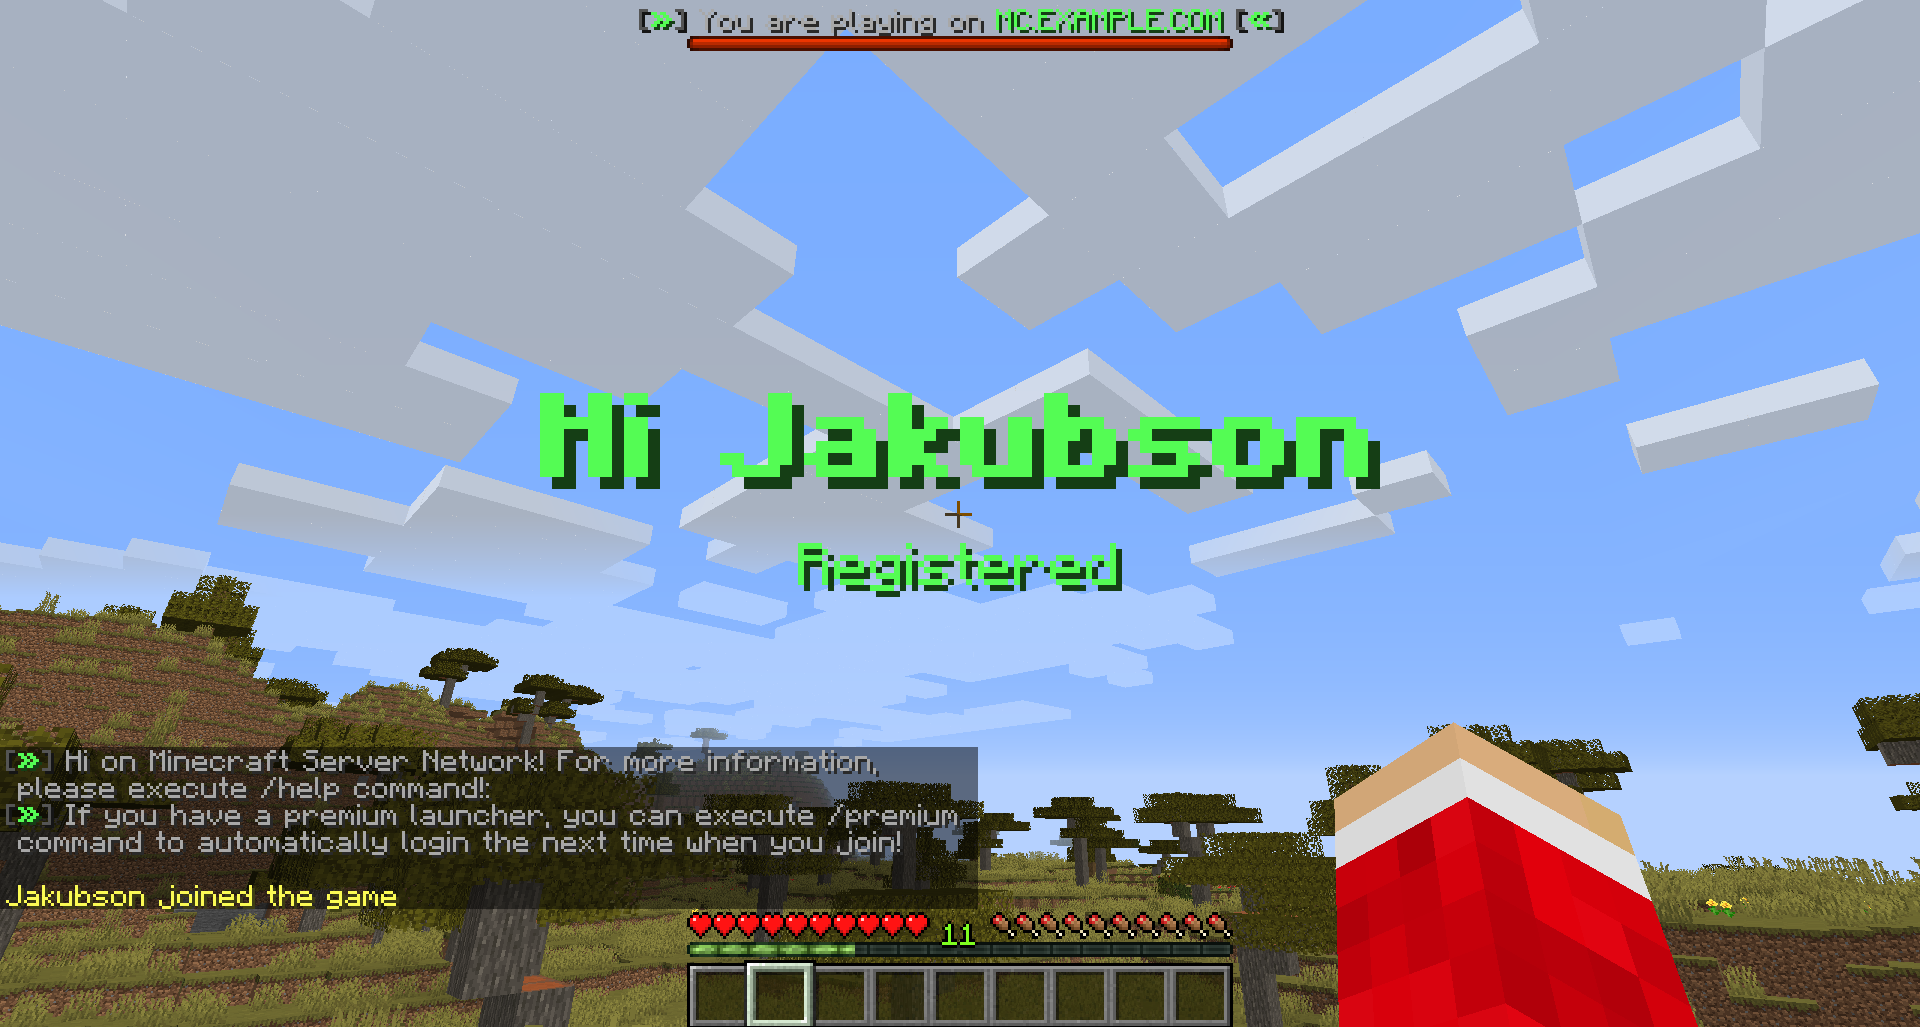 [»] You are playing on MC.EXAMPLE.COM [«]
Hi Jakubson
Registered
[»] Hi on Minecraft Server Network! For more information,
please execute /help command!:
[»] If you have a premium launcher, you can execute /premium
command to automatically login the next time when you join!
Jakubson joined the game
11